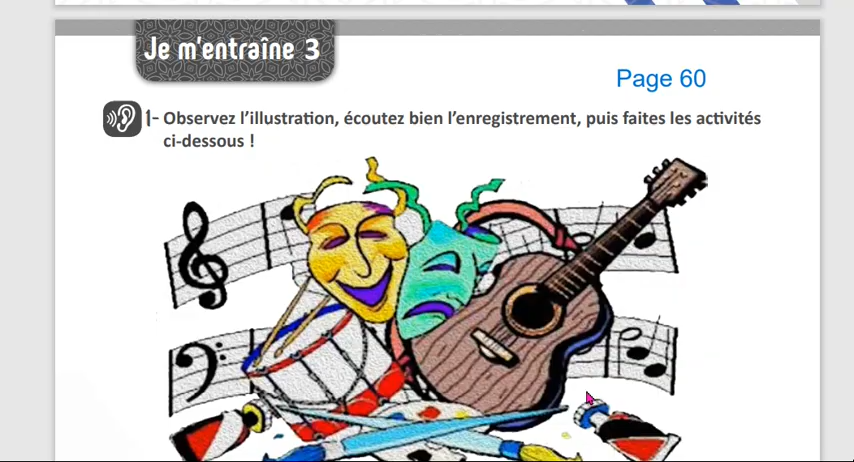 Je m'entraîne 3
Page 60
1- Observez l'illustration, écoutez bien l'enregistrement, puis faites les activités
ci-dessous !